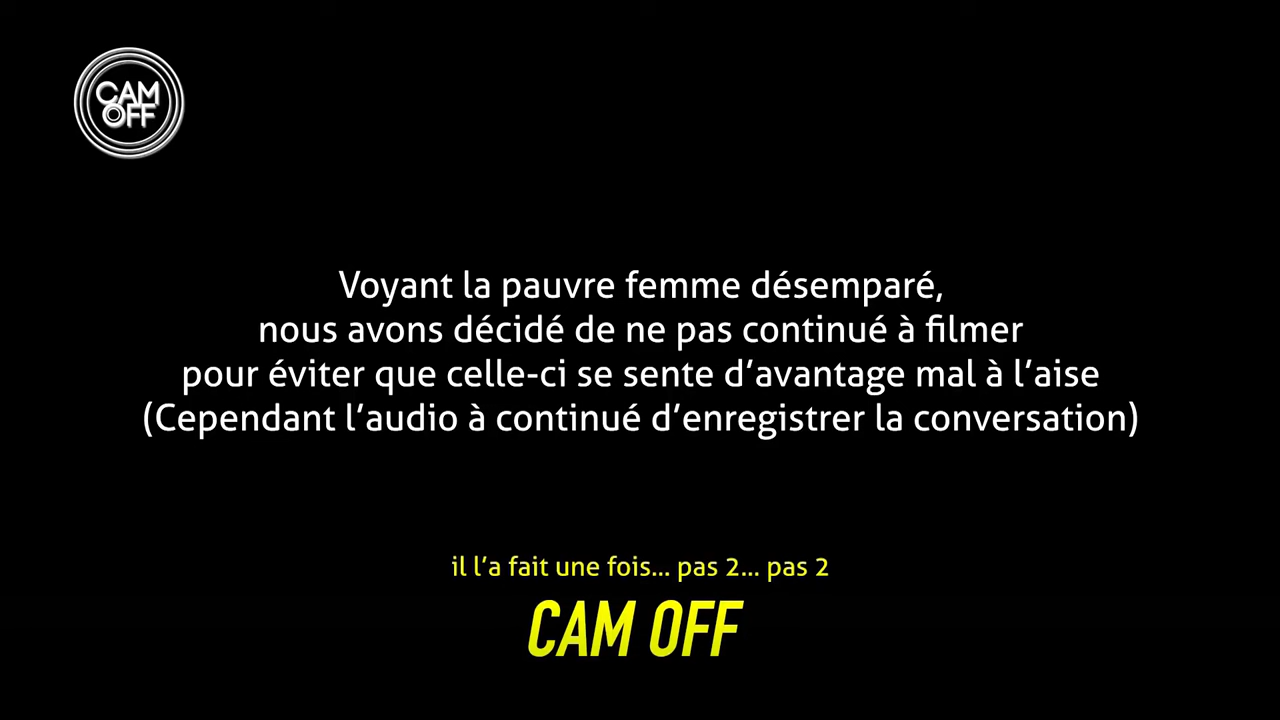 CAM
OFF
Voyant la pauvre femme désemparé,
nous avons décidé de ne pas continué à filmer
pour éviter que celle-ci se sente d’avantage mal à l’aise
(Cependant l’audio à continué d’enregistrer la conversation)
il l’a fait une fois... pas 2... pas 2
CAM OFF